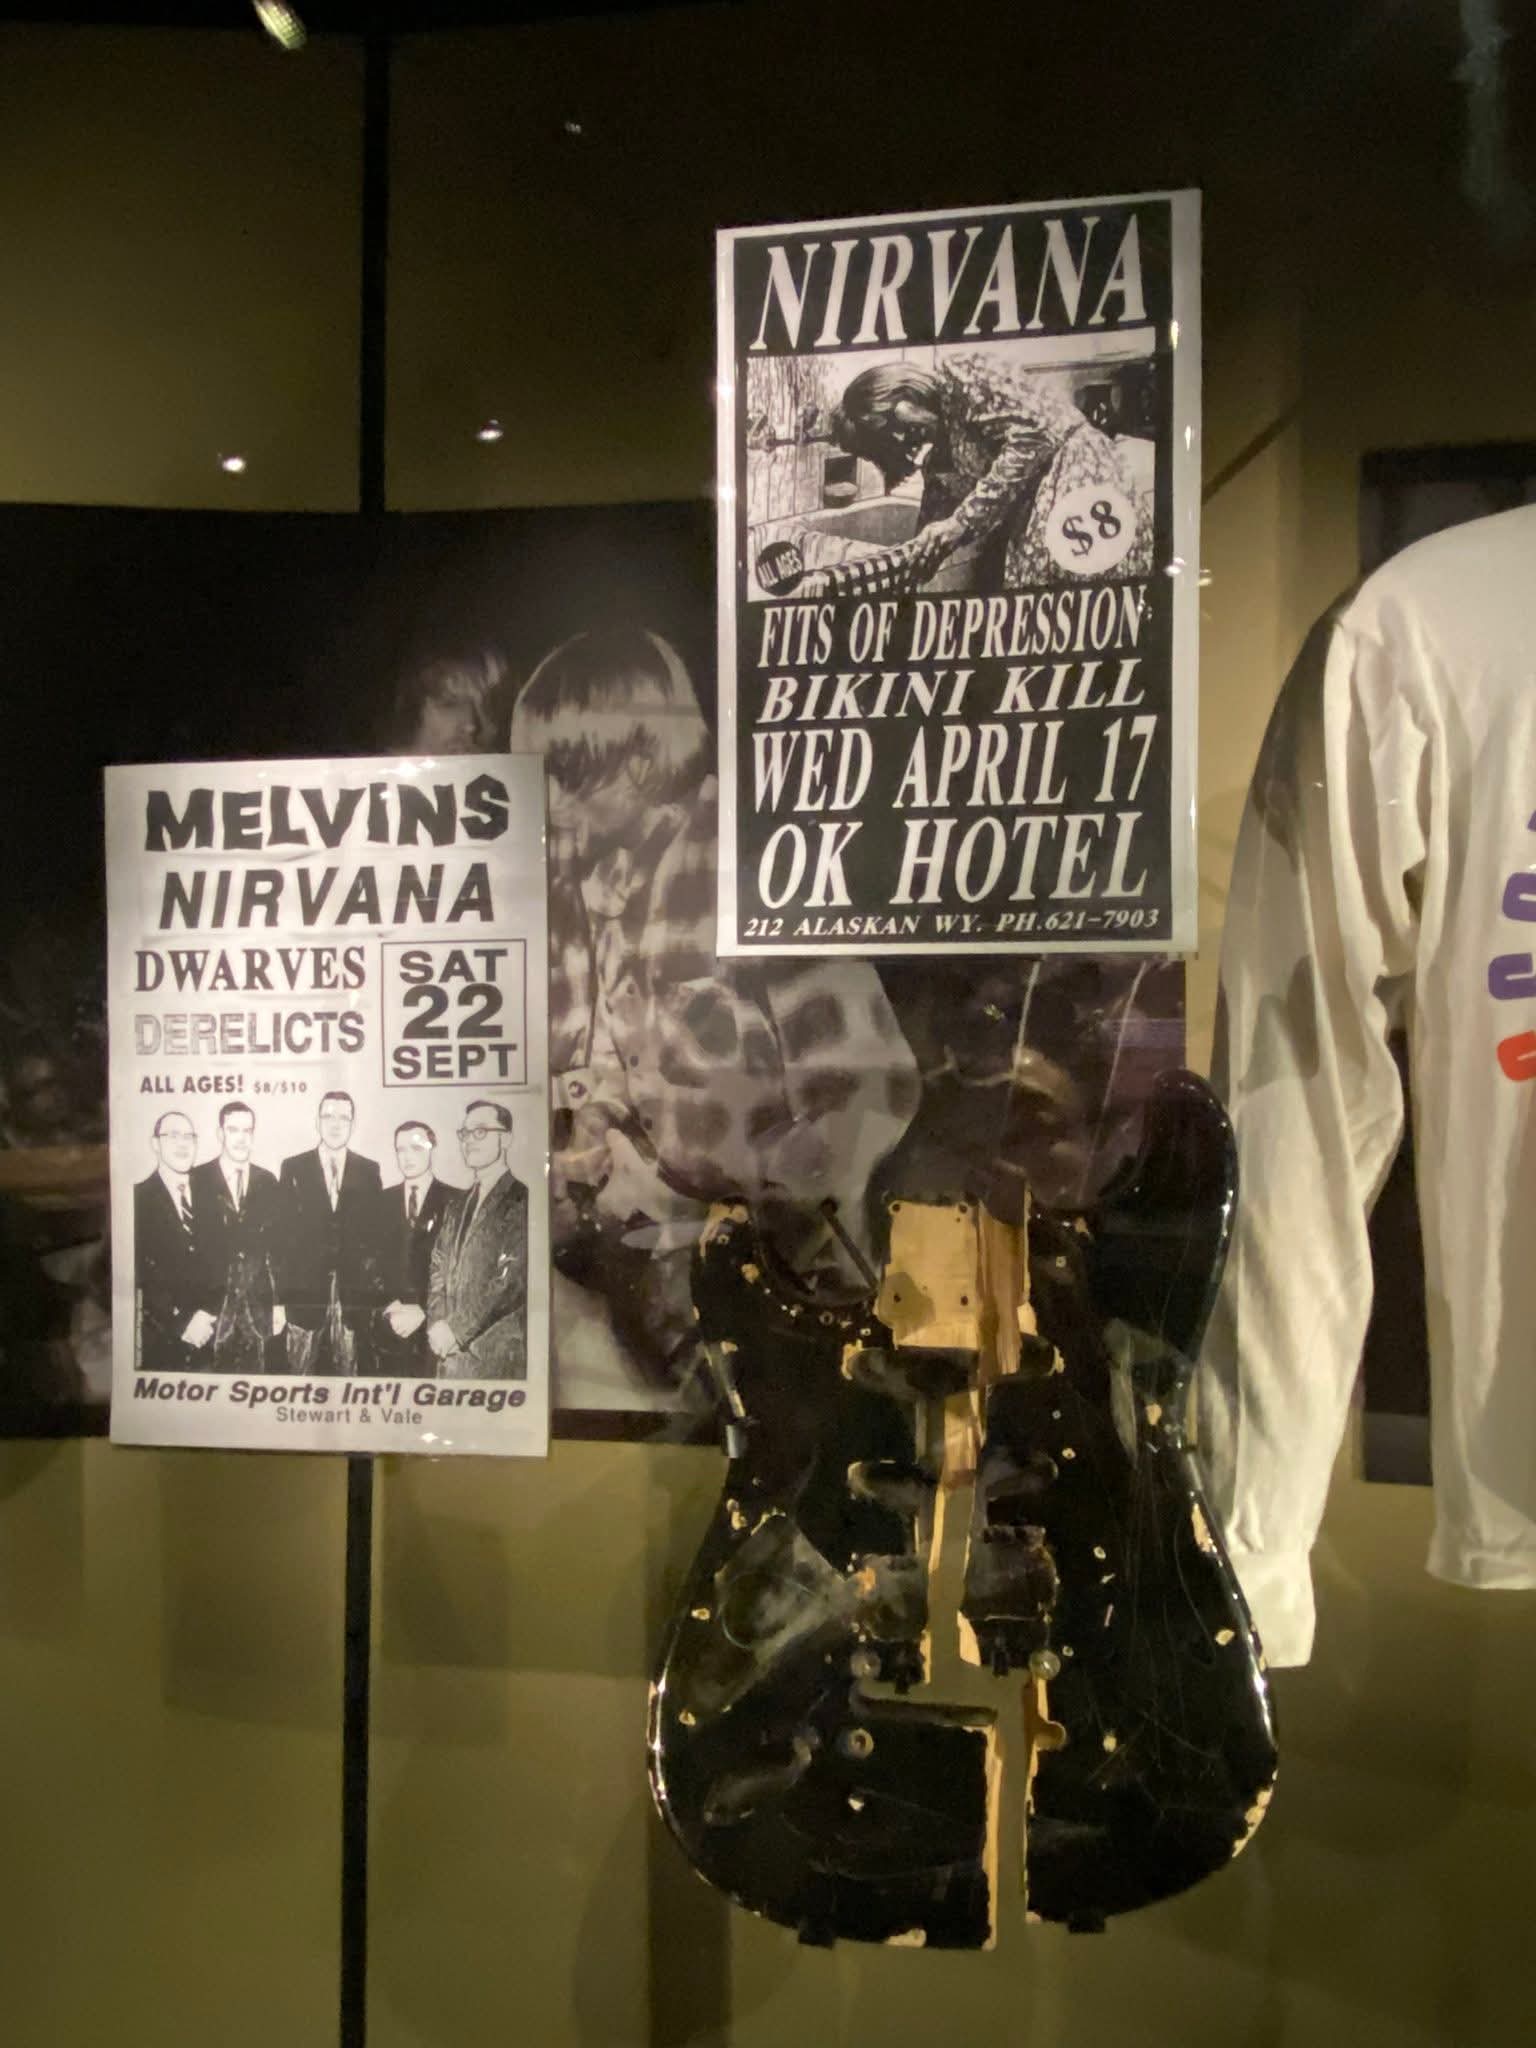 NIRVANA
$8
ALL AGES
FITS OF DEPRESSION
BIKINI KILL
WED APRIL 17
OK HOTEL
212 ALASKAN WY. PH.621-7903
MELVINS
NIRVANA
DWARVES
DERELICTS
SAT
22
SEPT
ALL AGES! $8/$10
Motor Sports Int'l Garage
Stewart & Vale